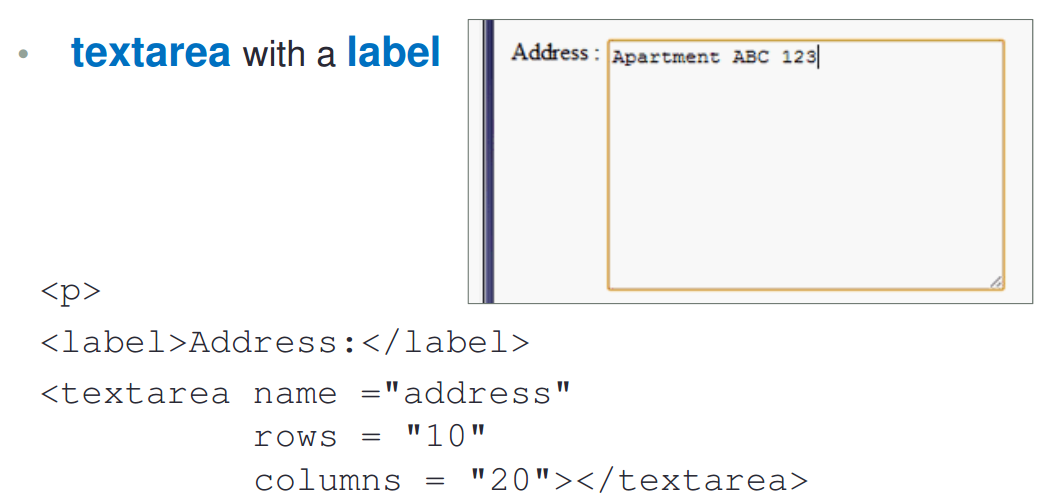 • textarea with a label
Address : Apartment ABC 123
<p>
<label>Address:</label>
<textarea name ="address"
rows = "10"
columns = "20"></textarea>